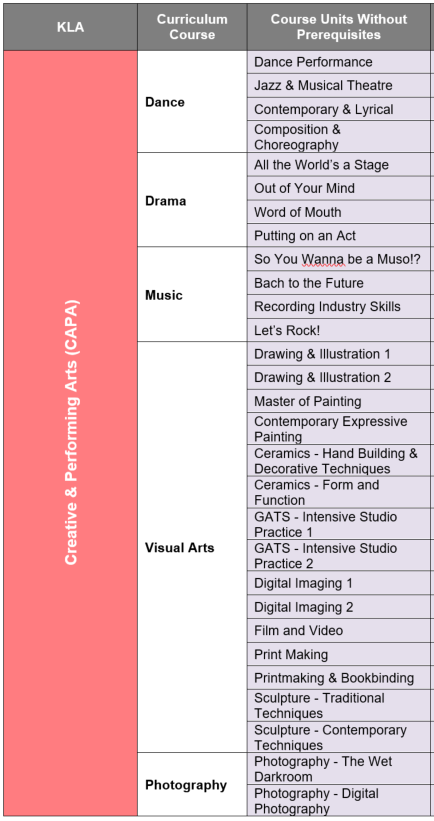 KLA
Curriculum
Course
Course Units Without
Prerequisites
Creative & Performing Arts (CAPA)
Dance
Dance Performance
Jazz & Musical Theatre
Contemporary & Lyrical
Composition &
Choreography
Drama
All the World's a Stage
Out of Your Mind
Word of Mouth
Putting on an Act
Music
So You Wanna be a Muso!?
Bach to the Future
Recording Industry Skills
Let's Rock!
Visual Arts
Drawing & Illustration 1
Drawing & Illustration 2
Master of Painting
Contemporary Expressive
Painting
Ceramics - Hand Building &
Decorative Techniques
Ceramics - Form and
Function
GATS - Intensive Studio
Practice 1
GATS - Intensive Studio
Practice 2
Digital Imaging 1
Digital Imaging 2
Film and Video
Print Making
Printmaking & Bookbinding
Sculpture - Traditional
Techniques
Sculpture - Contemporary
Techniques
Photography
Photography - The Wet
Darkroom
Photography - Digital
Photography